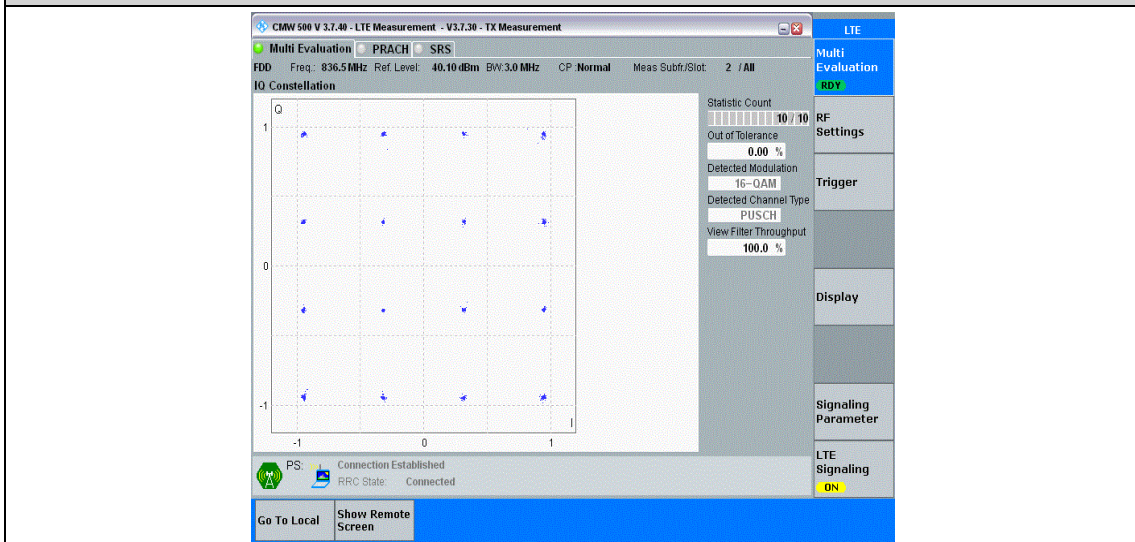 CMW 500 V 3.7.40 - LTE Measurement - V3.7.30 - TX Measurement
LTE
Multi Evaluation PRACH SRS
FDD Freq.: 836.5 MHz Ref. Level: 40.10 dBm BW: 3.0 MHz CP :Normal Meas Subfr./Slot: 2 / All
IQ Constellation
Q
1
0
-1
-1 0 1
I
Statistic Count
10 / 10
Out of Tolerance
0.00 %
Detected Modulation
16-QAM
Detected Channel Type
PUSCH
View Filter Throughput
100.0 %
Multi
Evaluation
RDY
RF
Settings
Trigger
Display
Signaling
Parameter
LTE
Signaling
ON
PS: Connection Established
RRC State: Connected
Go To Local
Show Remote
Screen